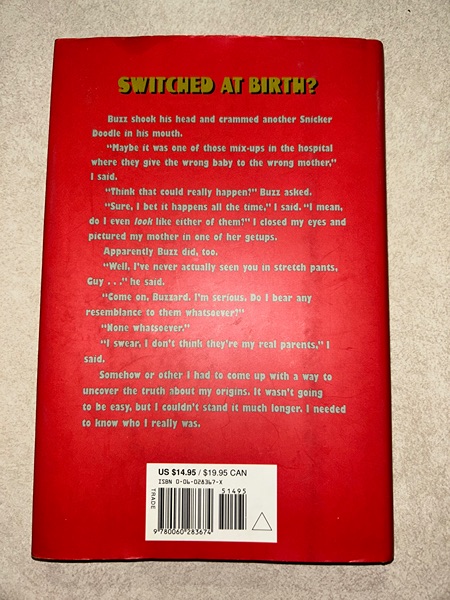 SWITCHED AT BIRTH?
Buzz shook his head and crammed another Snicker
Doodle in his mouth.
"Maybe it was one of those mix-ups in the hospital
where they give the wrong baby to the wrong mother,"
I said.
"Think that could really happen?" Buzz asked.
"Sure, I bet it happens all the time," I said. "I mean,
do I even look like either of them?" I closed my eyes and
pictured my mother in one of her getups.
Apparently Buzz did, too.
"Well, I've never actually seen you in stretch pants,
Guy . . ." he said.
"Come on, Buzzard. I'm serious. Do I bear any
resemblance to them whatsoever?"
"None whatsoever."
"I swear, I don't think they're my real parents," I
said.
Somehow or other I had to come up with a way to
uncover the truth about my origins. It wasn't going
to be easy, but I couldn't stand it much longer. I needed
to know who I really was.
US $14.95 / $19.95 CAN
ISBN 0-06-028367-X
51495
TRADE
9 780060 283674